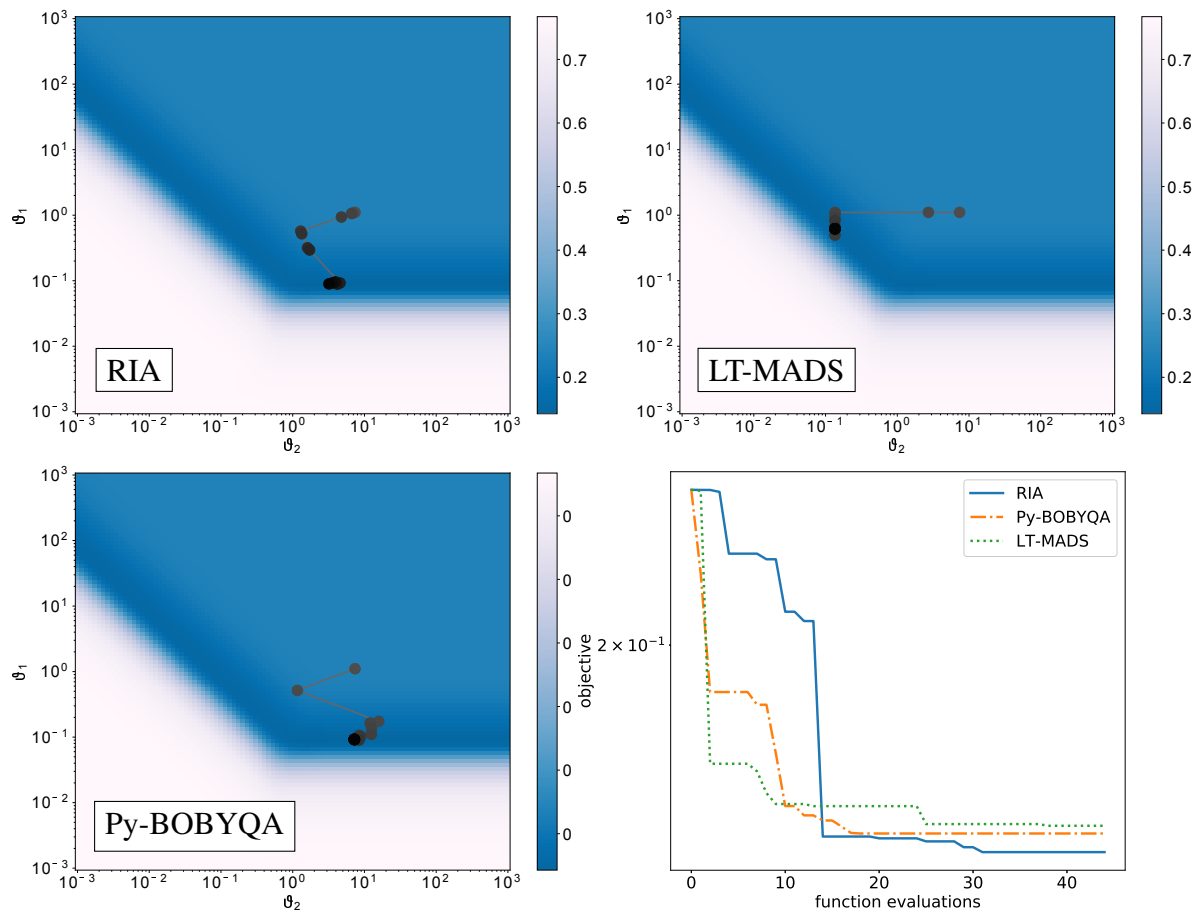 10³
10²
10¹
10⁰
10⁻¹
10⁻²
10⁻³
ϑ₁
RIA
10⁻³ 10⁻² 10⁻¹ 10⁰ 10¹ 10² 10³
ϑ₂
0.7
0.6
0.5
0.4
0.3
0.2
10³
10²
10¹
10⁰
10⁻¹
10⁻²
10⁻³
ϑ₁
LT-MADS
10⁻³ 10⁻² 10⁻¹ 10⁰ 10¹ 10² 10³
ϑ₂
0.7
0.6
0.5
0.4
0.3
0.2
10³
10²
10¹
10⁰
10⁻¹
10⁻²
10⁻³
ϑ₁
Py-BOBYQA
10⁻³ 10⁻² 10⁻¹ 10⁰ 10¹ 10² 10³
ϑ₂
0
0
0
0
0
0
objective
2 × 10⁻¹
RIA
Py-BOBYQA
LT-MADS
0 10 20 30 40
function evaluations